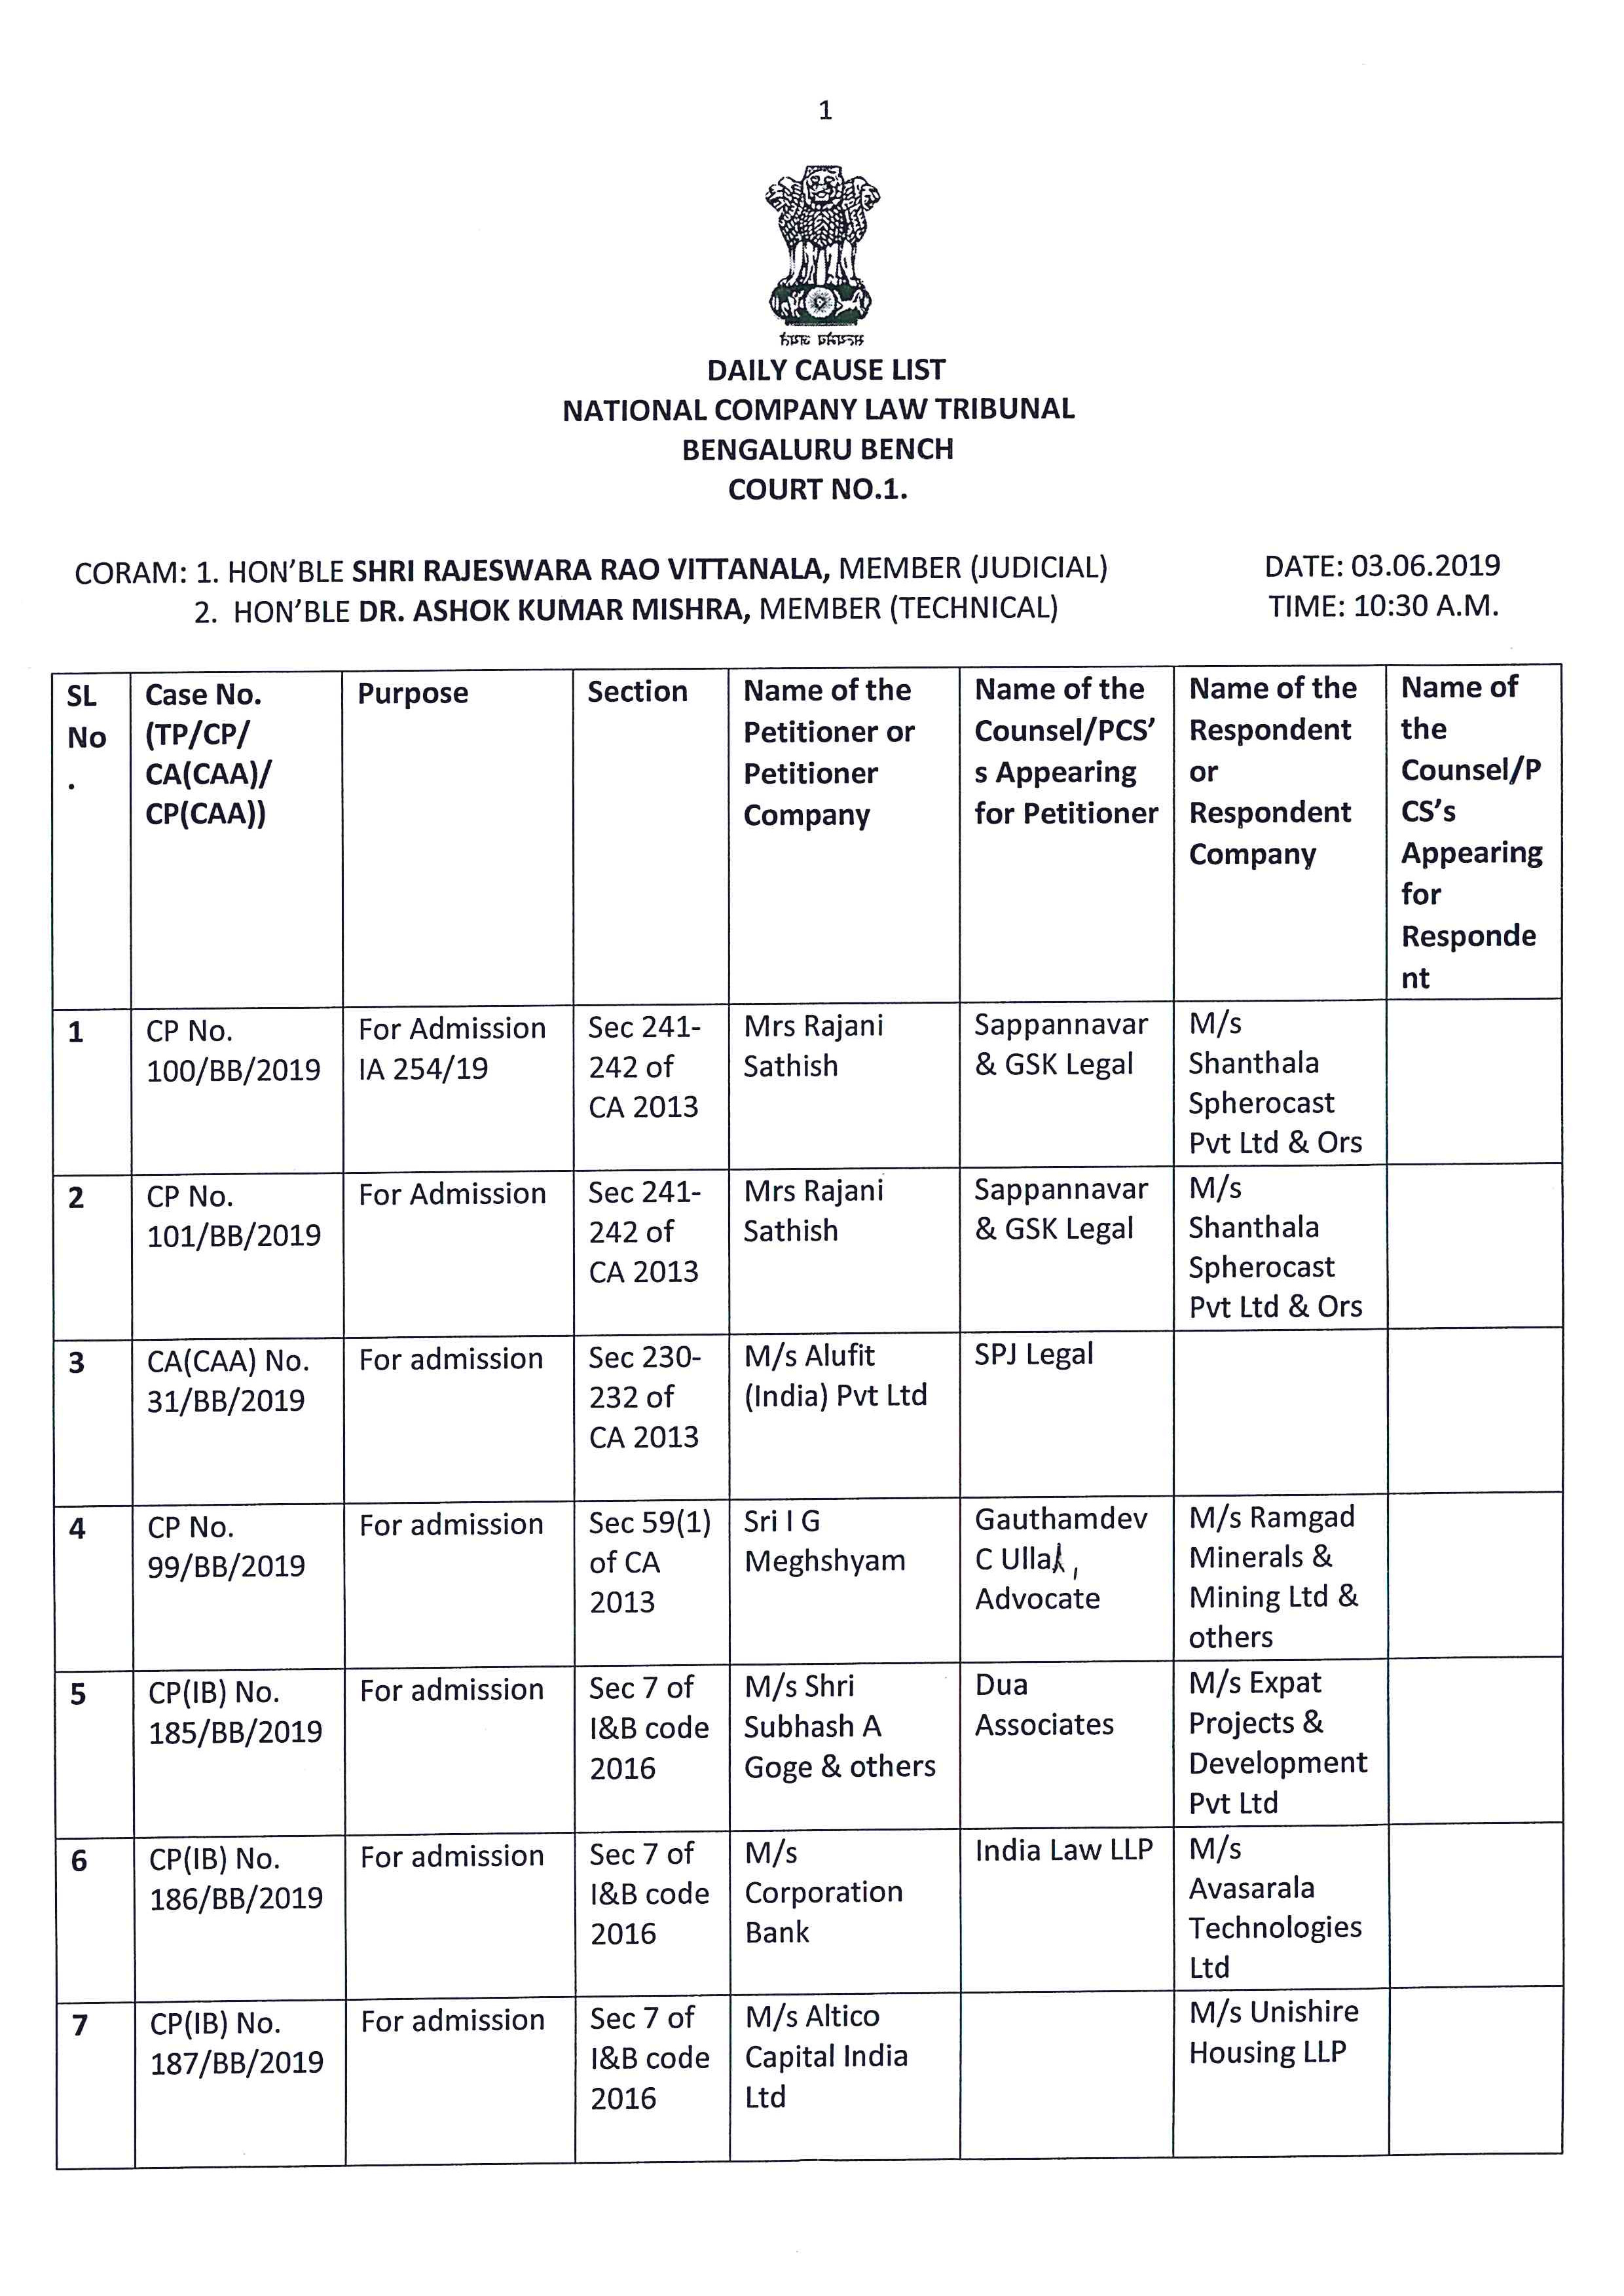 1
DAILY CAUSE LIST
NATIONAL COMPANY LAW TRIBUNAL
BENGALURU BENCH
COURT NO.1.
CORAM: 1. HON'BLE SHRI RAJESWARA RAO VITTANALA, MEMBER (JUDICIAL) DATE: 03.06.2019
2. HON'BLE DR. ASHOK KUMAR MISHRA, MEMBER (TECHNICAL) TIME: 10:30 A.M.
SL
No
.
Case No.
(TP/CP/
CA(CAA)/
CP(CAA))
Purpose
Section
Name of the
Petitioner or
Petitioner
Company
Name of the
Counsel/PCS'
s Appearing
for Petitioner
Name of the
Respondent
or
Respondent
Company
Name of
the
Counsel/P
CS's
Appearing
for
Responde
nt
1
CP No.
100/BB/2019
For Admission
IA 254/19
Sec 241-
242 of
CA 2013
Mrs Rajani
Sathish
Sappannavar
& GSK Legal
M/s
Shanthala
Spherocast
Pvt Ltd & Ors
2
CP No.
101/BB/2019
For Admission
Sec 241-
242 of
CA 2013
Mrs Rajani
Sathish
Sappannavar
& GSK Legal
M/s
Shanthala
Spherocast
Pvt Ltd & Ors
3
CA(CAA) No.
31/BB/2019
For admission
Sec 230-
232 of
CA 2013
M/s Alufit
(India) Pvt Ltd
SPJ Legal
4
CP No.
99/BB/2019
For admission
Sec 59(1)
of CA
2013
Sri I G
Meghshyam
Gauthamdev
C
Advocate
M/s Ramgad
Minerals &
Mining Ltd &
others
5
CP(IB) No.
185/BB/2019
For admission
Sec 7 of
I&B code
2016
M/s Shri
Subhash A
Goge & others
Dua
Associates
M/s Expat
Projects &
Development
Pvt Ltd
6
CP(IB) No.
186/BB/2019
For admission
Sec 7 of
I&B code
2016
M/s
Corporation
Bank
India Law LLP
M/s
Avasarala
Technologies
Ltd
7
CP(IB) No.
187/BB/2019
For admission
Sec 7 of
I&B code
2016
M/s Altico
Capital India
Ltd
M/s Unishire
Housing LLP